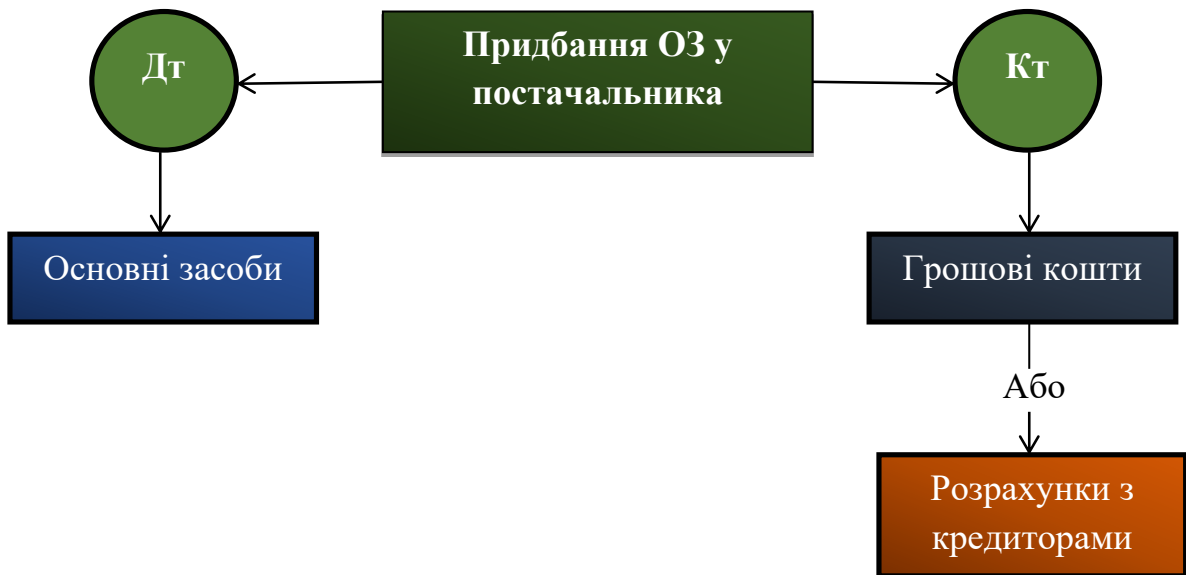 Дт
Придбання ОЗ у
постачальника
Кт
Основні засоби
Грошові кошти
Або
Розрахунки з
кредиторами